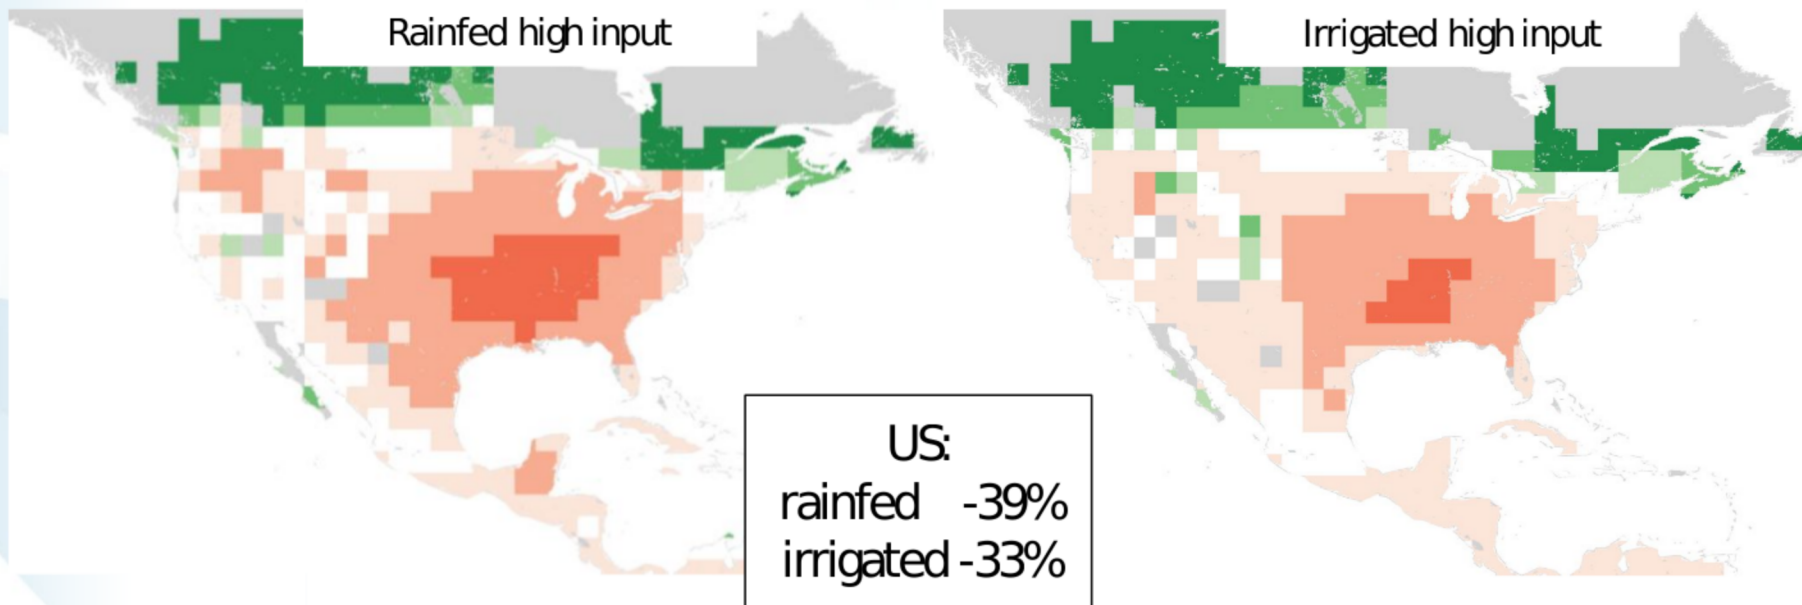 Rainfed high input
Irrigated high input
US:
rainfed -39%
irrigated -33%